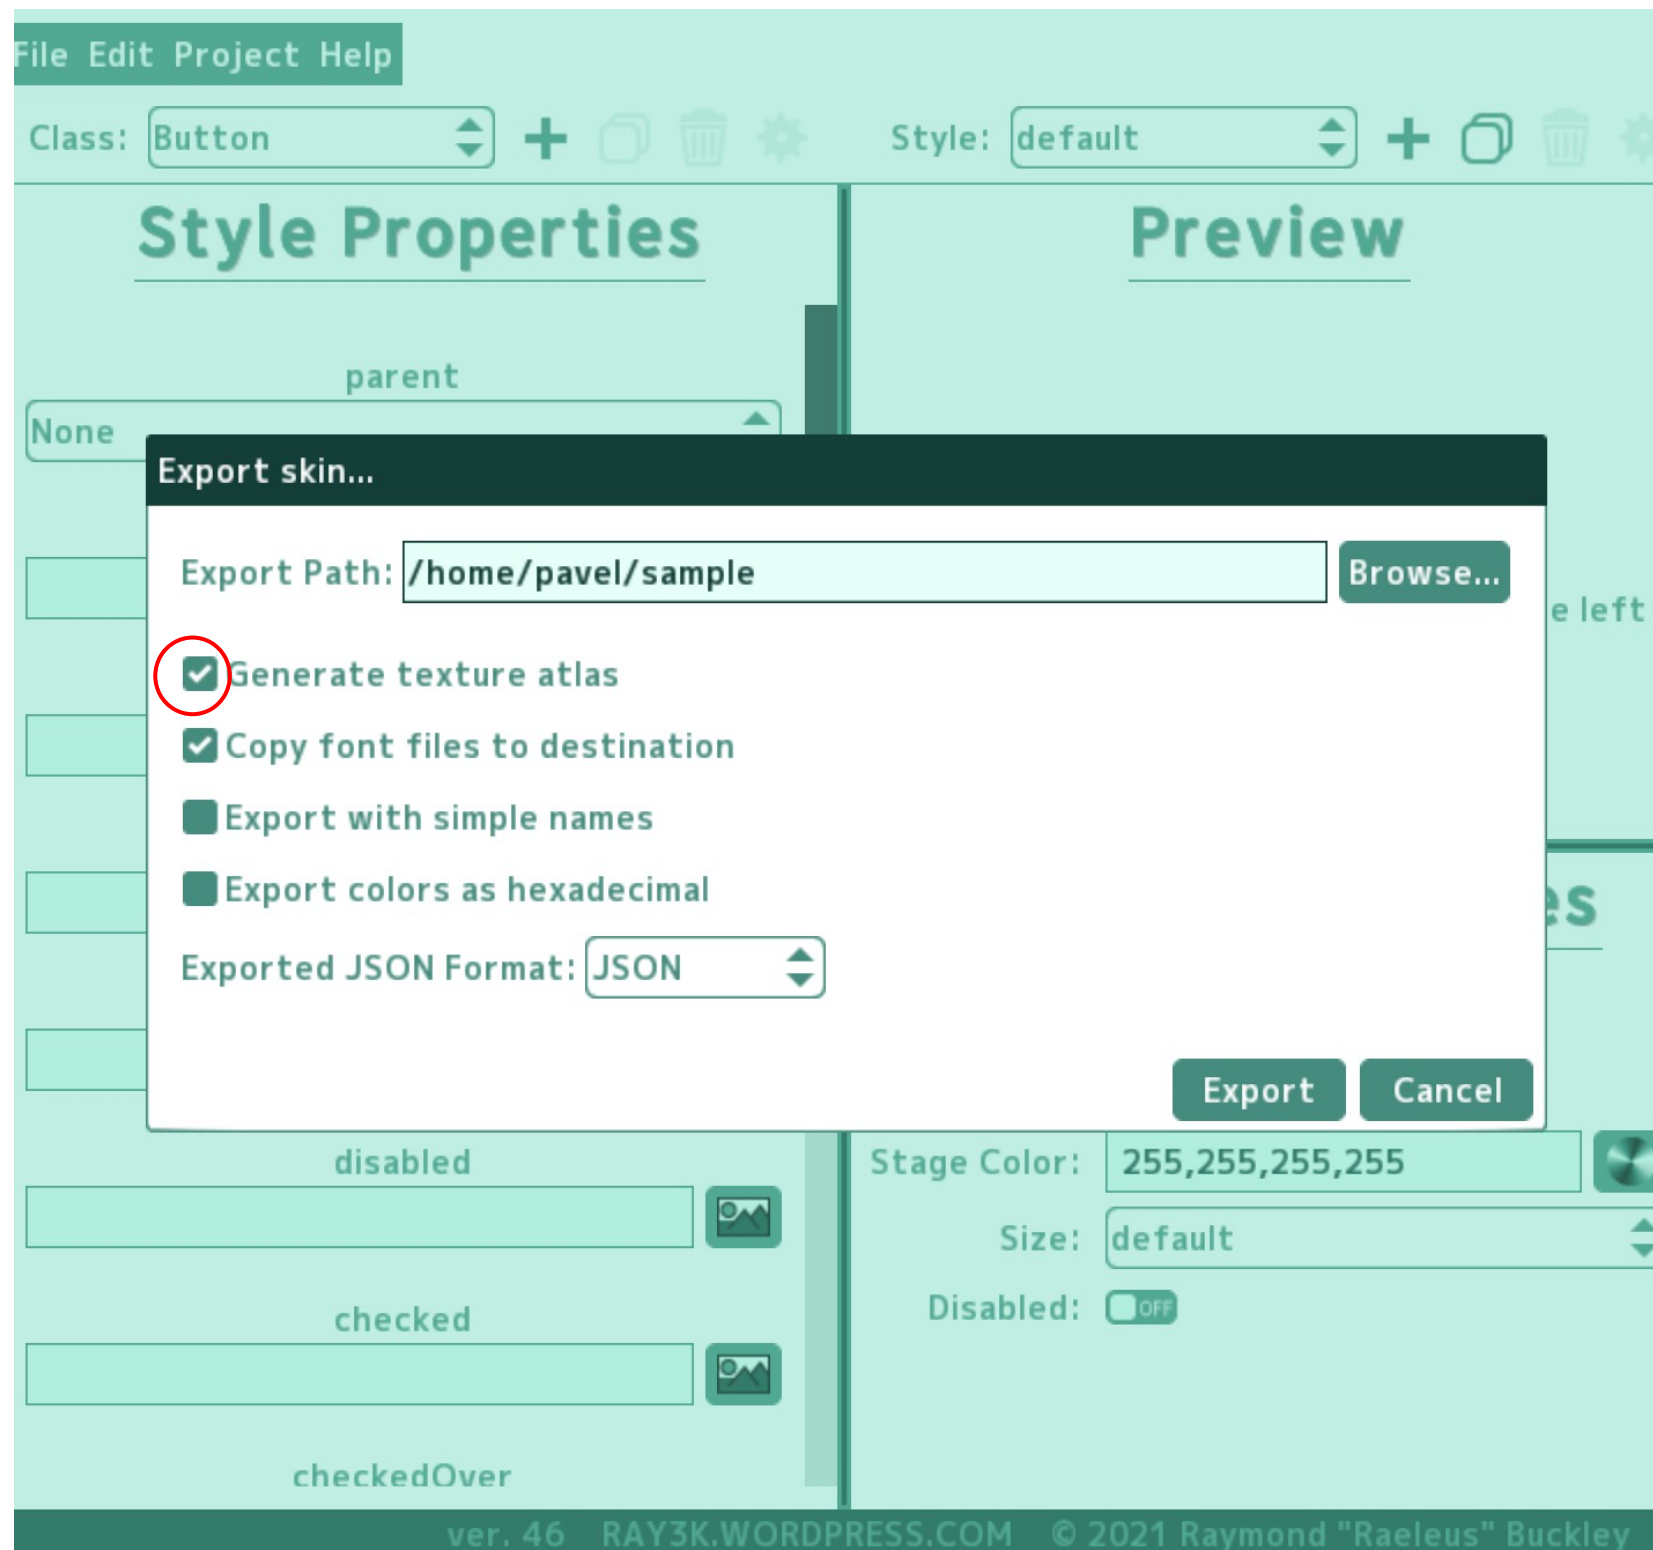 File Edit Project Help
Class: Button
Style: default
Style Properties
Preview
parent
None
Export skin...
Export Path: /home/pavel/sample Browse...
e left
Generate texture atlas
Copy font files to destination
Export with simple names
Export colors as hexadecimal
es
Exported JSON Format: JSON
Export Cancel
disabled
Stage Color: 255,255,255,255
Size: default
Disabled: OFF
checked
checkedOver
ver. 46 RAY3K.WORDPRESS.COM © 2021 Raymond "Raeleus" Buckley